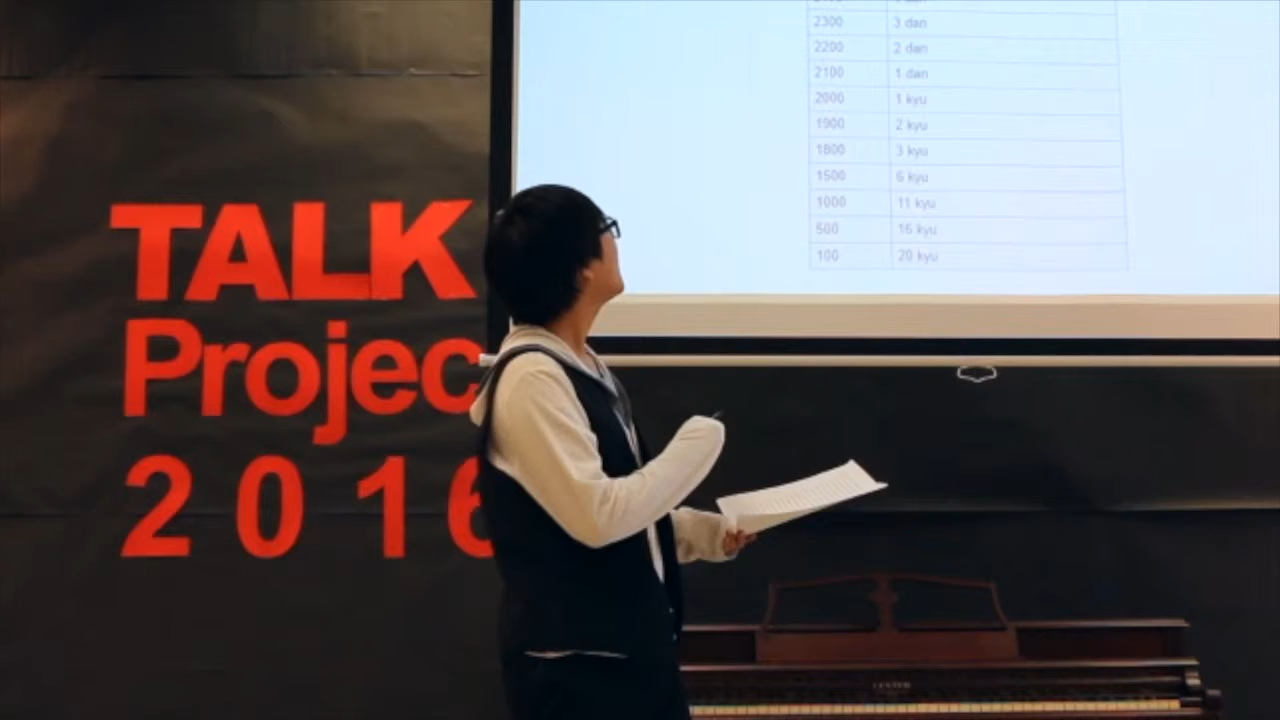 TALK
Projec
2016
2300 3 dan
2200 2 dan
2100 1 dan
2000 1 kyu
1900 2 kyu
1800 3 kyu
1500 6 kyu
1000 11 kyu
500 16 kyu
100 20 kyu